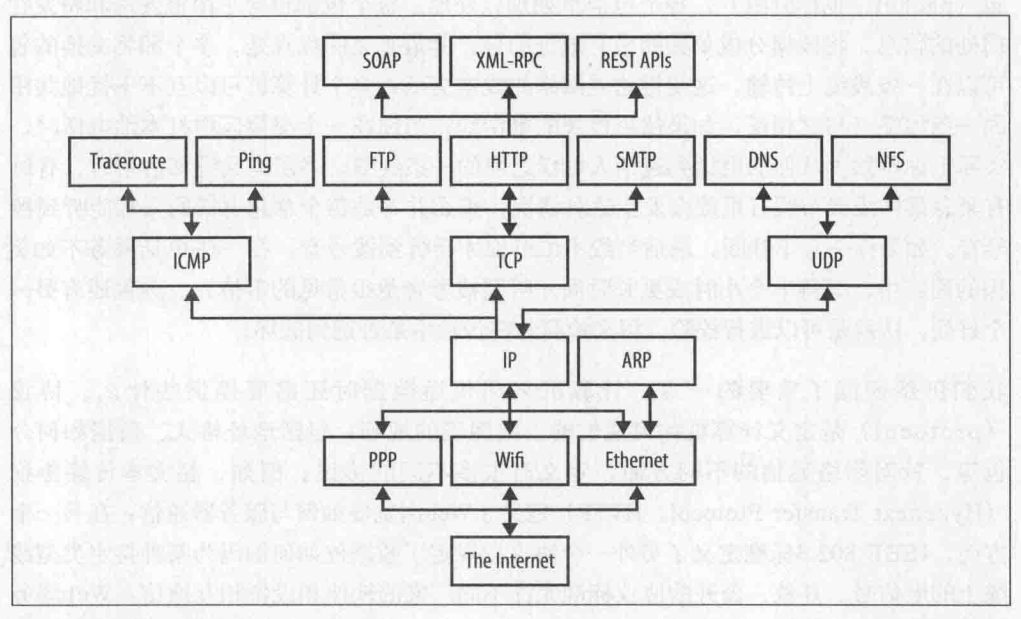 SOAP XML-RPC REST APIs
Traceroute Ping FTP HTTP SMTP DNS NFS
ICMP TCP UDP
IP ARP
PPP Wifi Ethernet
The Internet